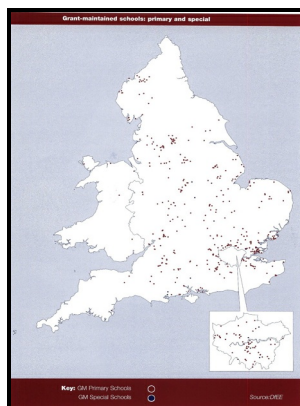 Grant-maintained schools: primary and special
Key: GM Primary Schools
GM Special Schools
Source:DfEE